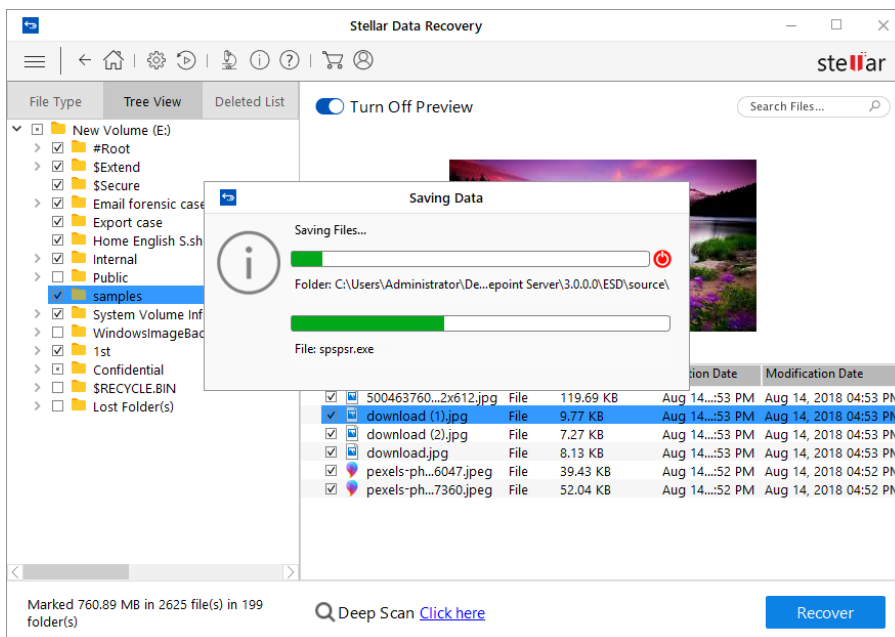 Stellar Data Recovery
stellar
File Type Tree View Deleted List
Turn Off Preview
Search Files...
New Volume (E:)
#Root
$Extend
$Secure
Email forensic case
Export case
Home English S.sh
Internal
Public
samples
System Volume Inf
WindowsImageBac
1st
Confidential
$RECYCLE.BIN
Lost Folder(s)
Saving Data
Saving Files...
Folder: C:\Users\Administrator\De...epoint Server\3.0.0.0\ESD\source\
File: spspsr.exe
tion Date Modification Date
500463760...2x612.jpg File 119.69 KB Aug 14...:53 PM Aug 14, 2018 04:53 PM
download (1).jpg File 9.77 KB Aug 14...:53 PM Aug 14, 2018 04:53 PM
download (2).jpg File 7.27 KB Aug 14...:53 PM Aug 14, 2018 04:53 PM
download.jpg File 8.13 KB Aug 14...:53 PM Aug 14, 2018 04:53 PM
pexels-ph...6047.jpeg File 39.43 KB Aug 14...:52 PM Aug 14, 2018 04:52 PM
pexels-ph...7360.jpeg File 52.04 KB Aug 14...:52 PM Aug 14, 2018 04:52 PM
Marked 760.89 MB in 2625 file(s) in 199
folder(s)
Deep Scan Click here
Recover